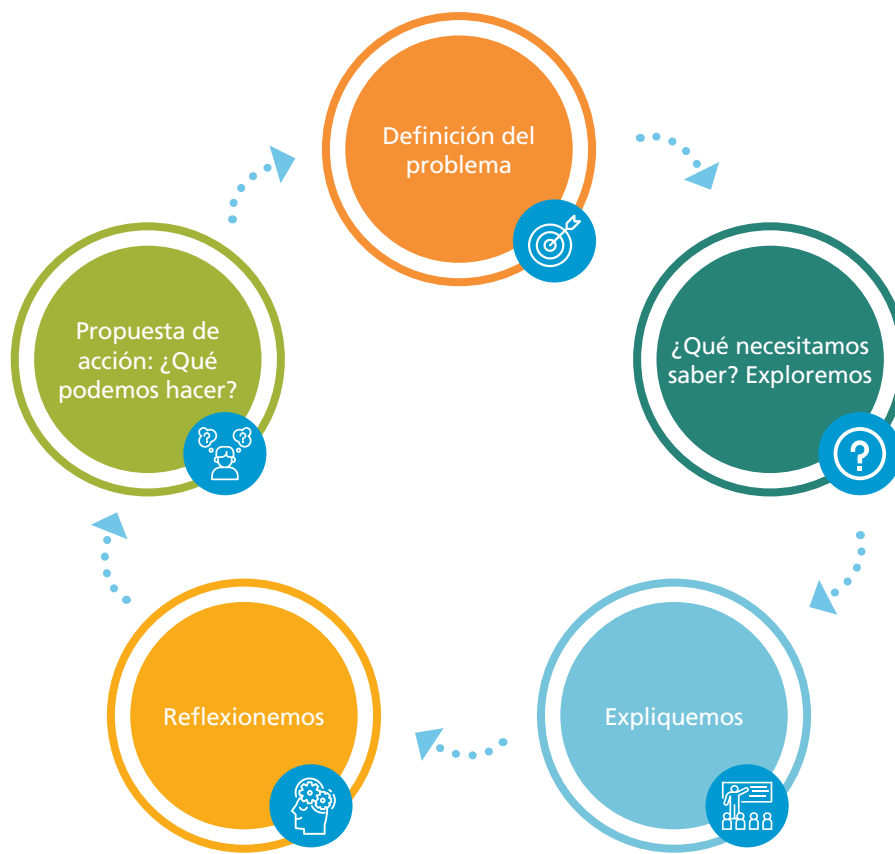 Definición del
problema
¿Qué necesitamos
saber? Exploremos
Expliquemos
Reflexionemos
Propuesta de
acción: ¿Qué
podemos hacer?